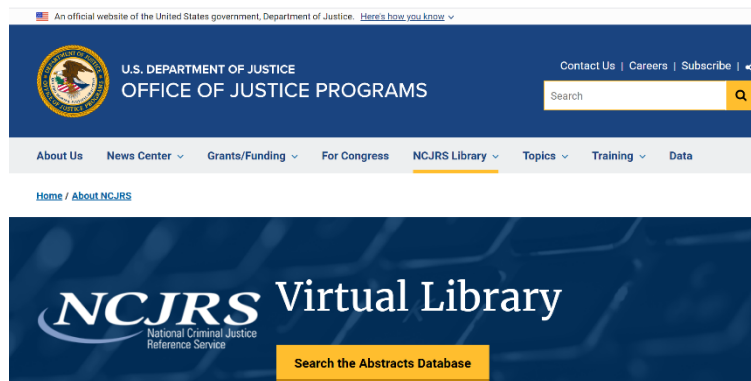 An official website of the United States government, Department of Justice. Here's how you know
U.S. DEPARTMENT OF JUSTICE
OFFICE OF JUSTICE PROGRAMS
Contact Us | Careers | Subscribe |
Search
About Us News Center Grants/Funding For Congress NCJRS Library Topics Training Data
Home / About NCJRS
NCJRS
National Criminal Justice
Reference Service
Virtual Library
Search the Abstracts Database